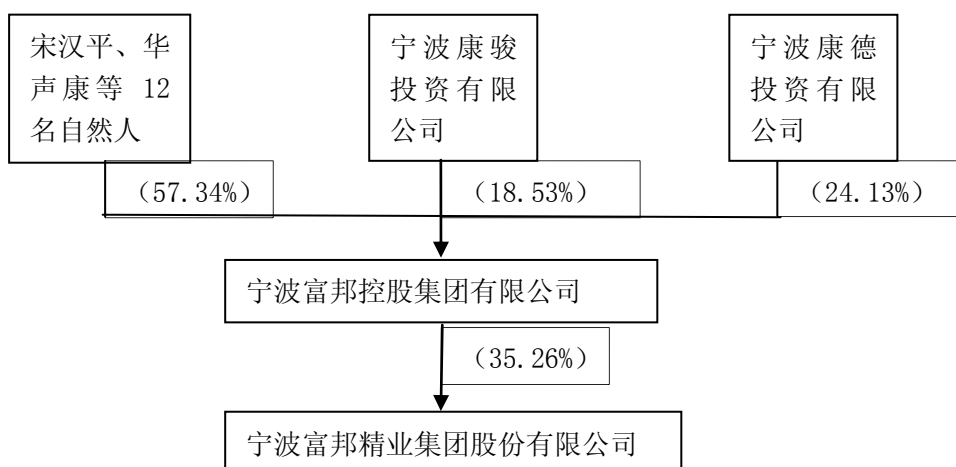 宋汉平、华
声康等 12
名自然人
宁波康骏
投资有限
公司
宁波康德
投资有限
公司
（57.34%）
（18.53%）
（24.13%）
宁波富邦控股集团有限公司
（35.26%）
宁波富邦精业集团股份有限公司